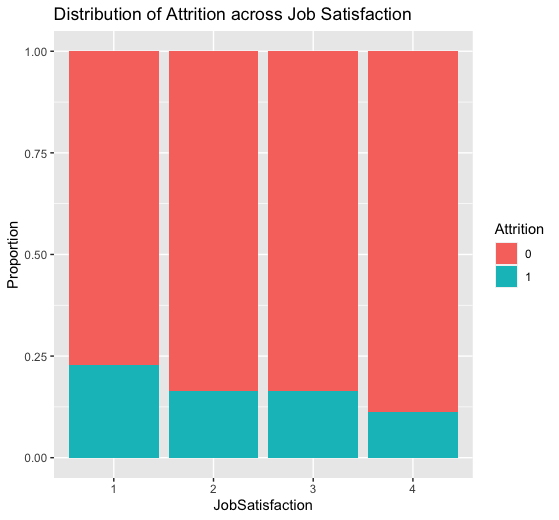 Distribution of Attrition across Job Satisfaction
1.00
0.75
0.50
0.25
0.00
Proportion
1 2 3 4
JobSatisfaction
Attrition
0
1